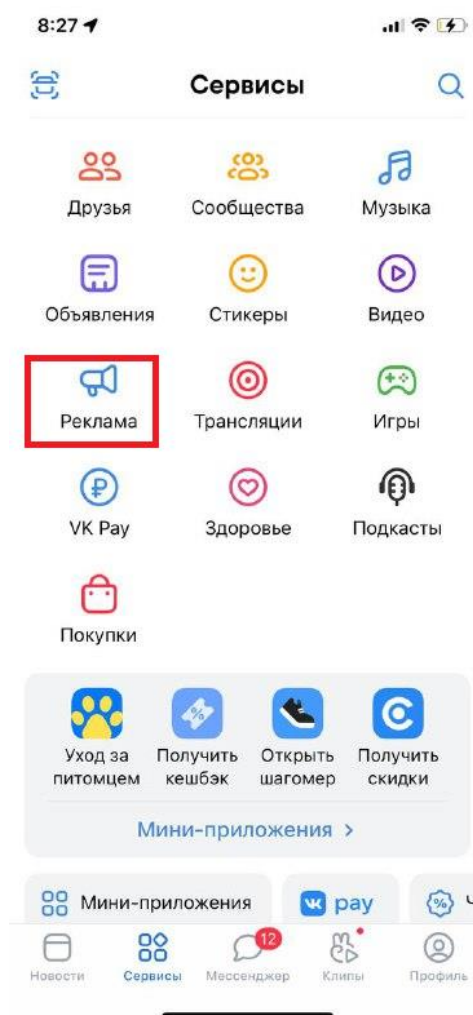 8:27
Сервисы
Друзья
Сообщества
Музыка
Объявления
Стикеры
Видео
Реклама
Трансляции
Игры
VK Pay
Здоровье
Подкасты
Покупки
Уход за питомцем
Получить кешбэк
Открыть шагомер
Получить скидки
Мини-приложения
Мини-приложения
pay
12
Новости
Сервисы
Мессенджер
Клипы
Профиль